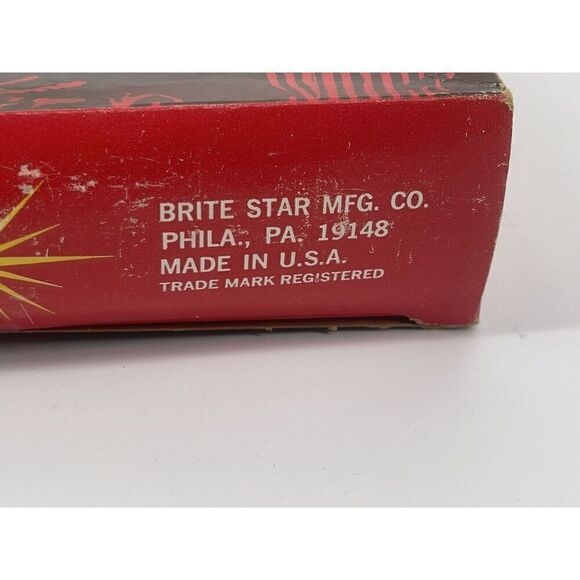 BRITE STAR MFG. CO.
PHILA., PA. 19148
MADE IN U.S.A.
TRADE MARK REGISTERED